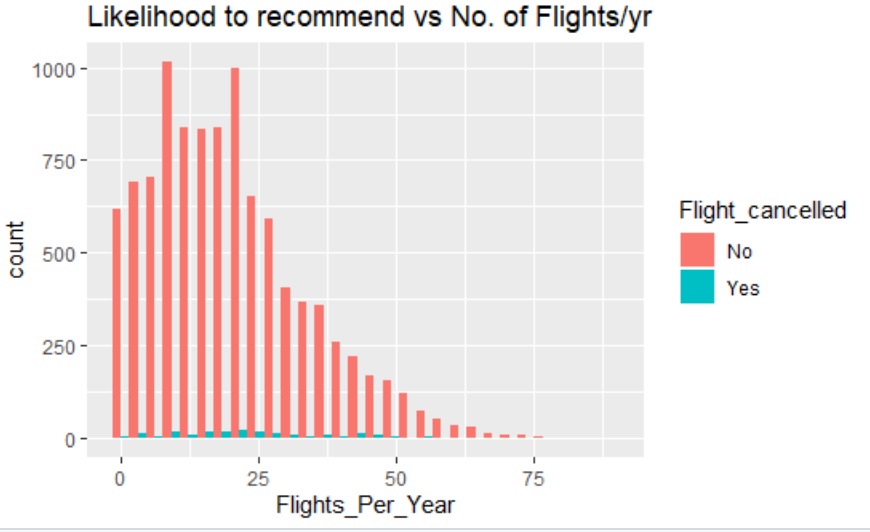 Likelihood to recommend vs No. of Flights/yr
1000
750
500
250
0
count
0 25 50 75
Flights_Per_Year
Flight_cancelled
No
Yes